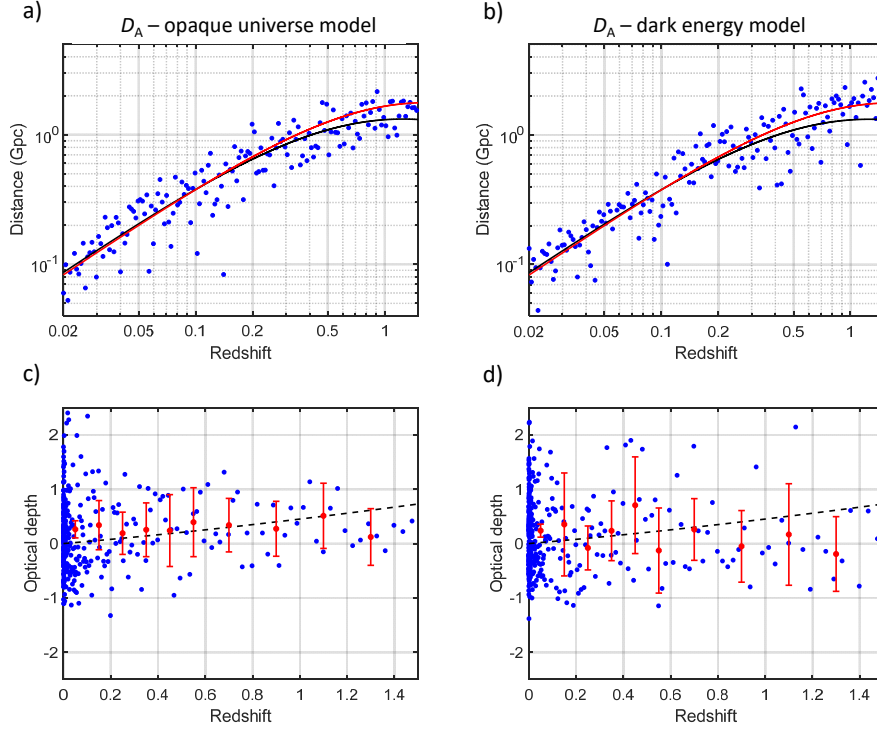 a)
D_A – opaque universe model
b)
D_A – dark energy model
Distance (Gpc)
10^0
10^-1
0.02 0.05 0.1 0.2 0.5 1
Redshift
Distance (Gpc)
10^0
10^-1
0.02 0.05 0.1 0.2 0.5 1
Redshift
c)
d)
Optical depth
2
1
0
-1
-2
0 0.2 0.4 0.6 0.8 1 1.2 1.4
Redshift
Optical depth
2
1
0
-1
-2
0 0.2 0.4 0.6 0.8 1 1.2 1.4
Redshift